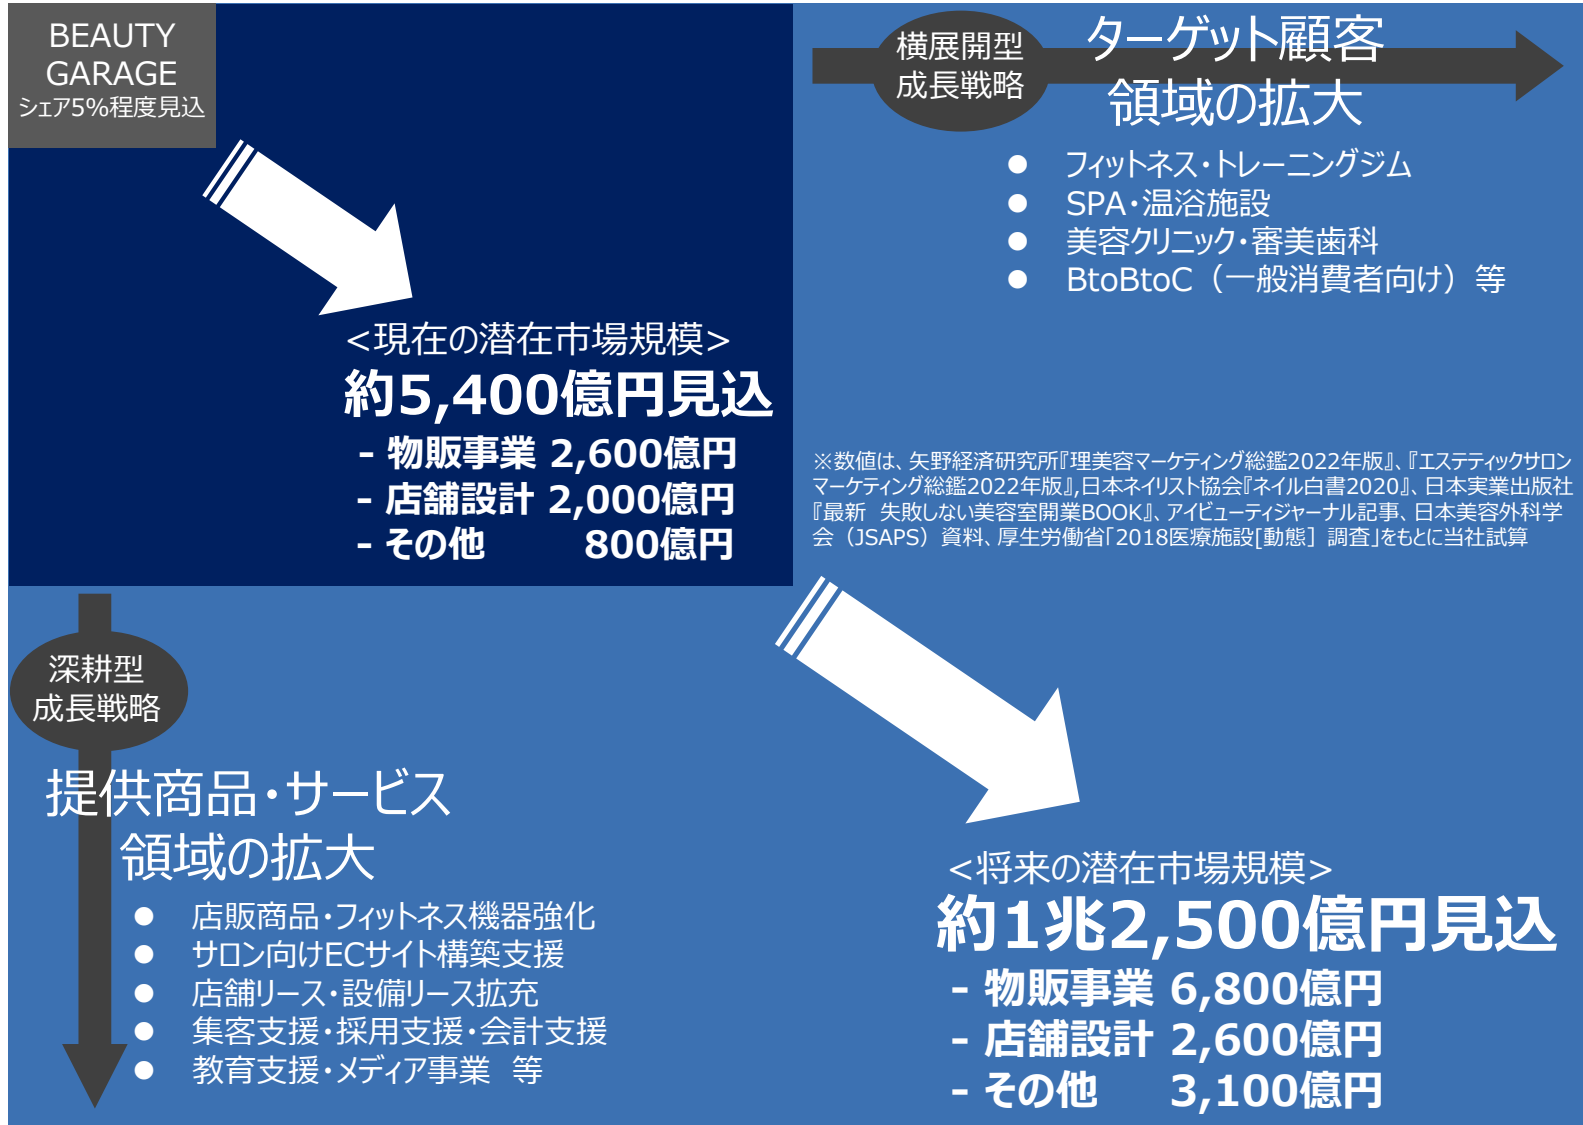 BEAUTY
GARAGE
シェア5%程度見込
<現在の潜在市場規模>
約5,400億円見込
- 物販事業 2,600億円
- 店舗設計 2,000億円
- その他 800億円
横展開型
成長戦略
ターゲット顧客
領域の拡大
● フィットネス・トレーニングジム
● SPA・温浴施設
● 美容クリニック・審美歯科
● BtoBtoC（一般消費者向け）等
※数値は、矢野経済研究所『理美容マーケティング総鑑2022年版』、『エステティックサロン
マーケティング総鑑2022年版』,日本ネイリスト協会『ネイル白書2020』、日本実業出版社
『最新　失敗しない美容室開業BOOK』、アイビューティジャーナル記事、日本美容外科学
会（JSAPS）資料、厚生労働省「2018医療施設[動態］調査」をもとに当社試算
深耕型
成長戦略
提供商品・サービス
領域の拡大
● 店販商品・フィットネス機器強化
● サロン向けECサイト構築支援
● 店舗リース・設備リース拡充
● 集客支援・採用支援・会計支援
● 教育支援・メディア事業　等
<将来の潜在市場規模>
約1兆2,500億円見込
- 物販事業 6,800億円
- 店舗設計 2,600億円
- その他 3,100億円